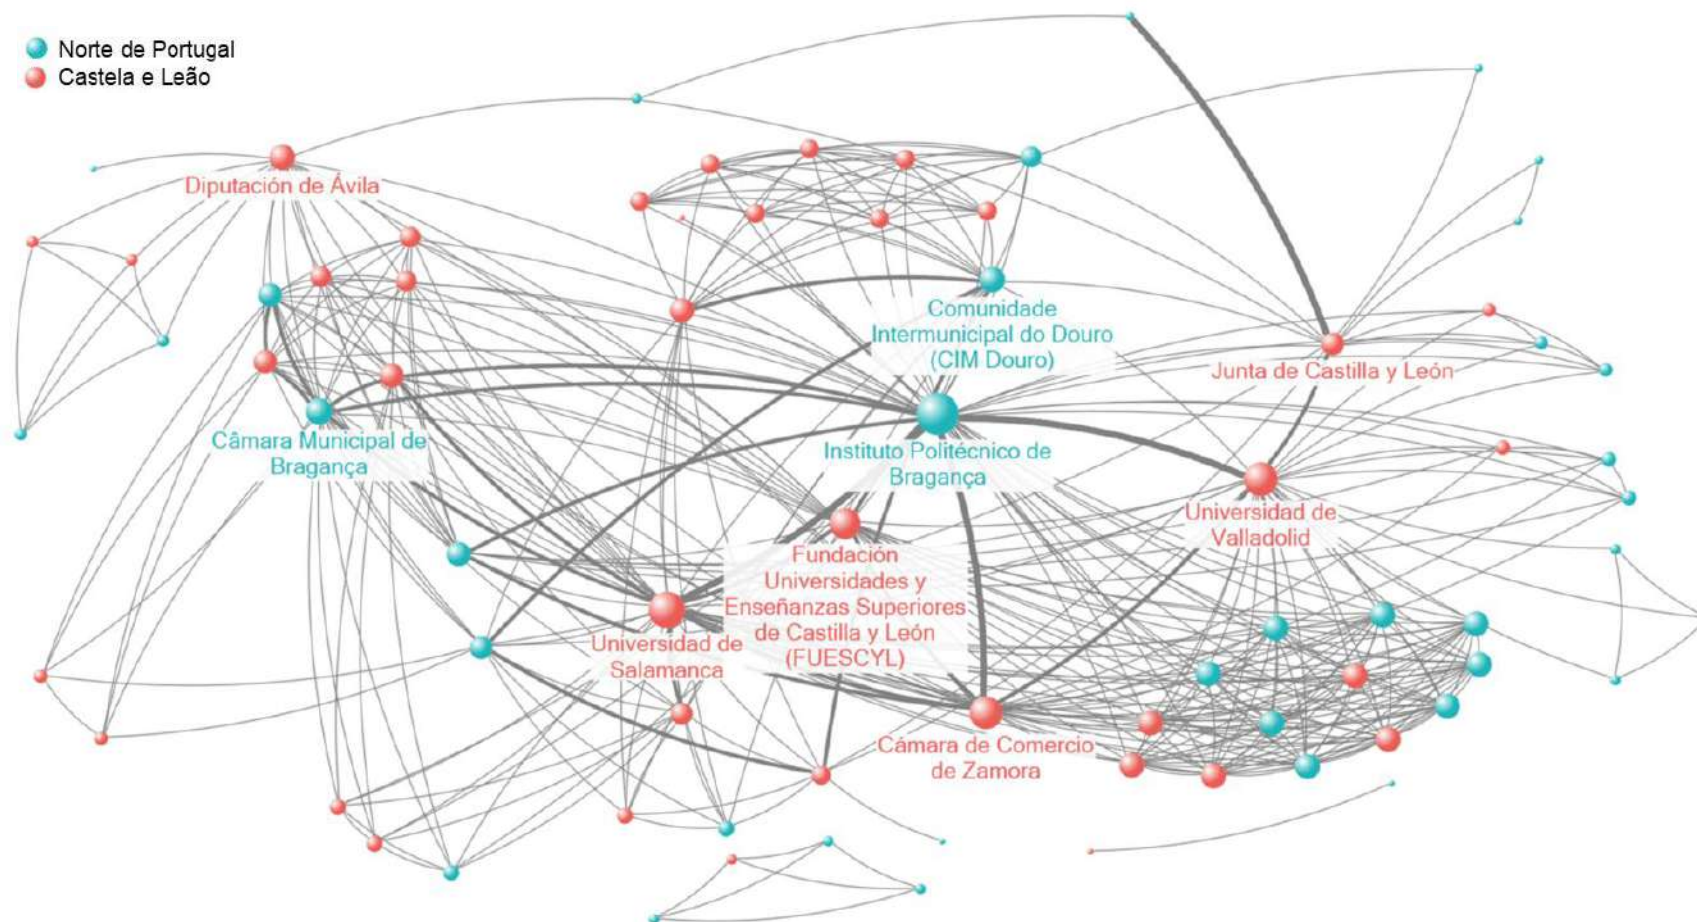 Norte de Portugal
Castela e Leão
Diputación de Ávila
Comunidade
Intermunicipal do Douro
(CIM Douro)
Junta de Castilla y León
Câmara Municipal de
Bragança
Instituto Politécnico de
Bragança
Universidad de
Valladolid
Fundación
Universidades y
Enseñanzas Superiores
de Castilla y León
(FUESCYL)
Universidad de
Salamanca
Cámara de Comercio
de Zamora